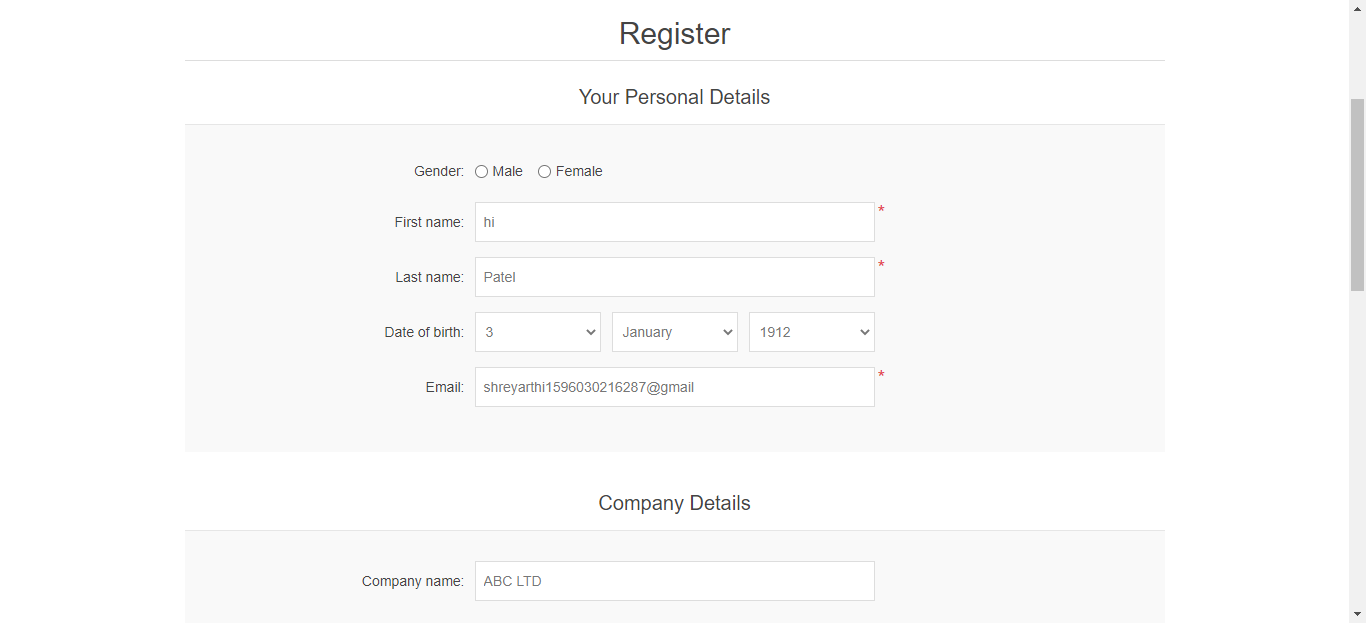 Register
Your Personal Details
Gender: Male Female
First name: hi *
Last name: Patel *
Date of birth: 3 January 1912
Email: shreyarthi1596030216287@gmail *
Company Details
Company name: ABC LTD